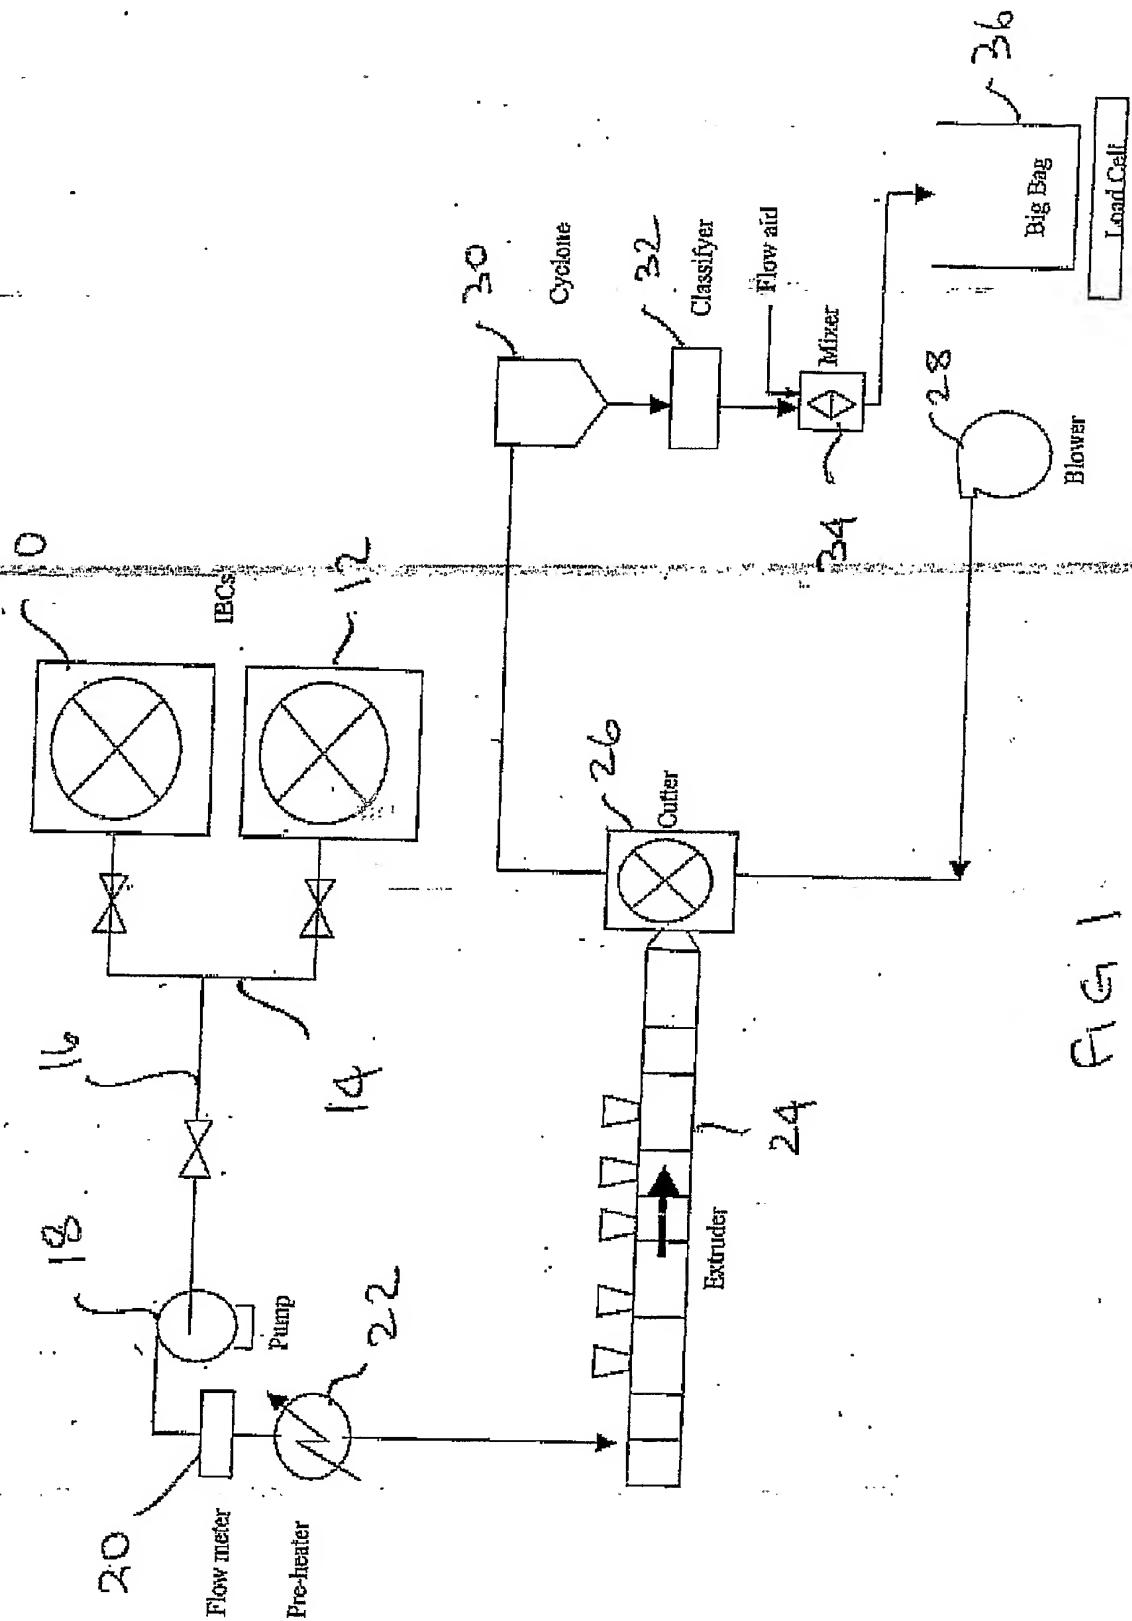 0
IBCs
12
16
14
18
Pump
20
Flow meter
22
Pre-heater
24
Extruder
26
Cutter
28
Blower
30
Cyclone
32
Classifyer
Flow aid
Mixer
34
36
Big Bag
Load Cell
FIG 1